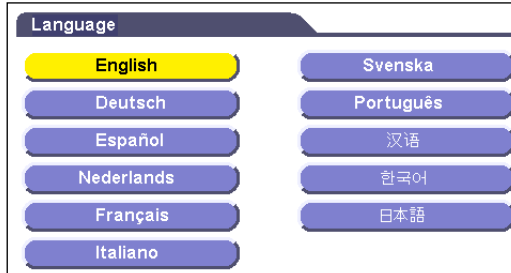 Language
English
Deutsch
Español
Nederlands
Français
Italiano
Svenska
Português
汉语
한국어
日本語